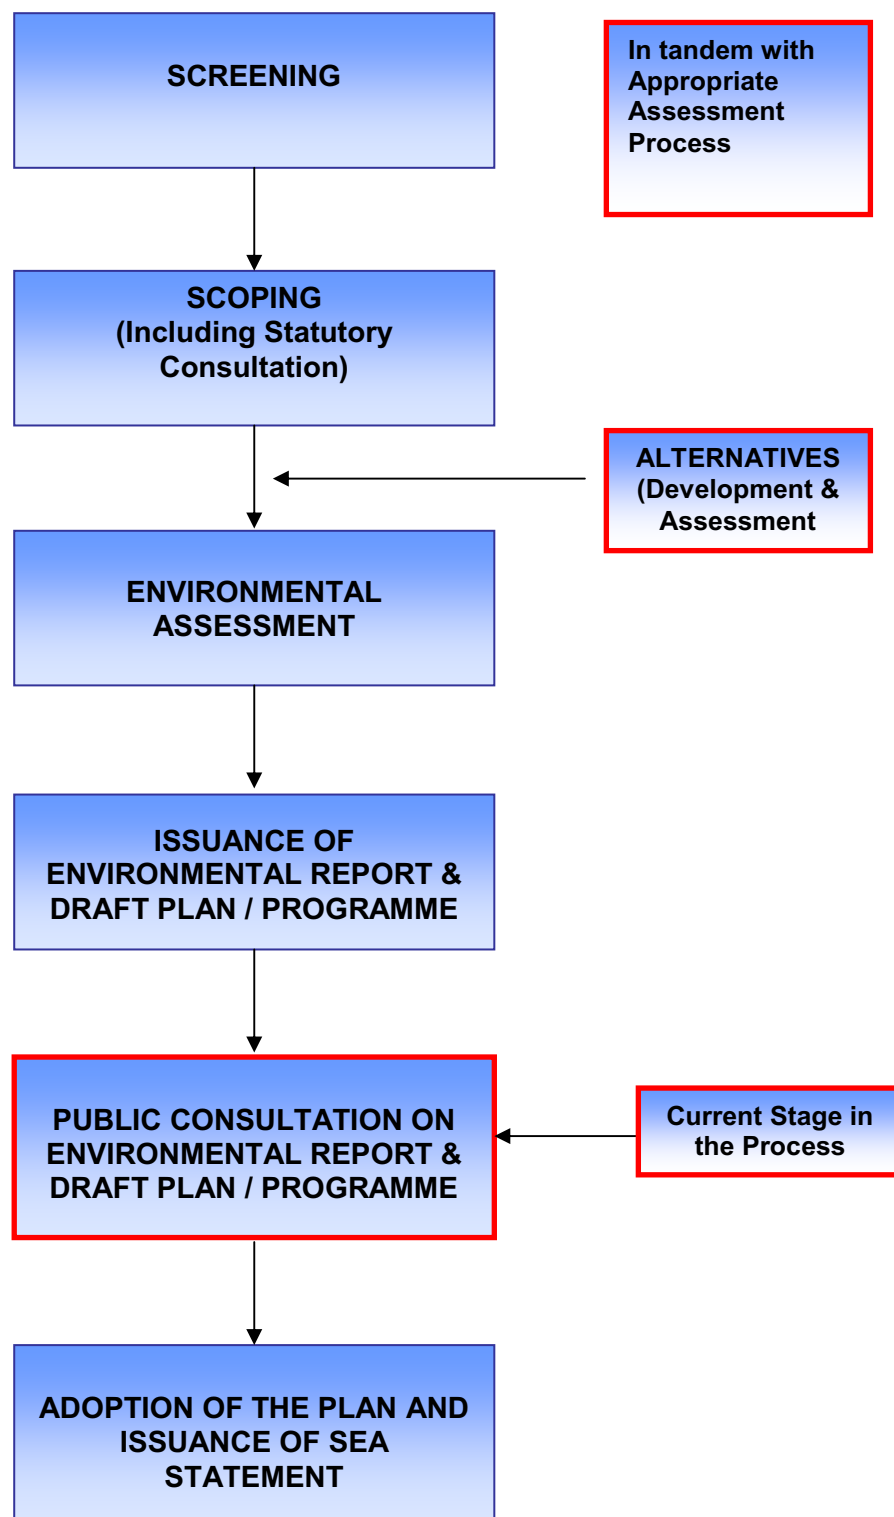 SCREENING
In tandem with
Appropriate
Assessment
Process
SCOPING
(Including Statutory
Consultation)
ALTERNATIVES
(Development &
Assessment
ENVIRONMENTAL
ASSESSMENT
ISSUANCE OF
ENVIRONMENTAL REPORT &
DRAFT PLAN / PROGRAMME
PUBLIC CONSULTATION ON
ENVIRONMENTAL REPORT &
DRAFT PLAN / PROGRAMME
Current Stage in
the Process
ADOPTION OF THE PLAN AND
ISSUANCE OF SEA
STATEMENT